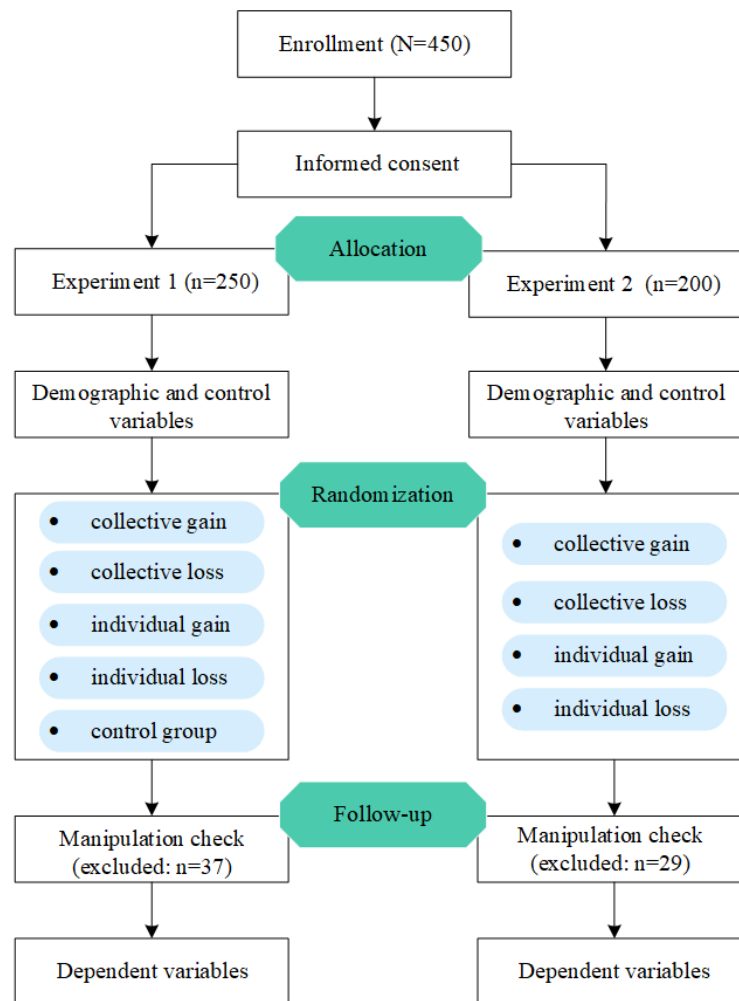 Enrollment (N=450)
Informed consent
Allocation
Experiment 1 (n=250)
Experiment 2 (n=200)
Demographic and control
variables
Demographic and control
variables
Randomization
• collective gain
• collective loss
• individual gain
• individual loss
• control group
• collective gain
• collective loss
• individual gain
• individual loss
Follow-up
Manipulation check
(excluded: n=37)
Manipulation check
(excluded: n=29)
Dependent variables
Dependent variables